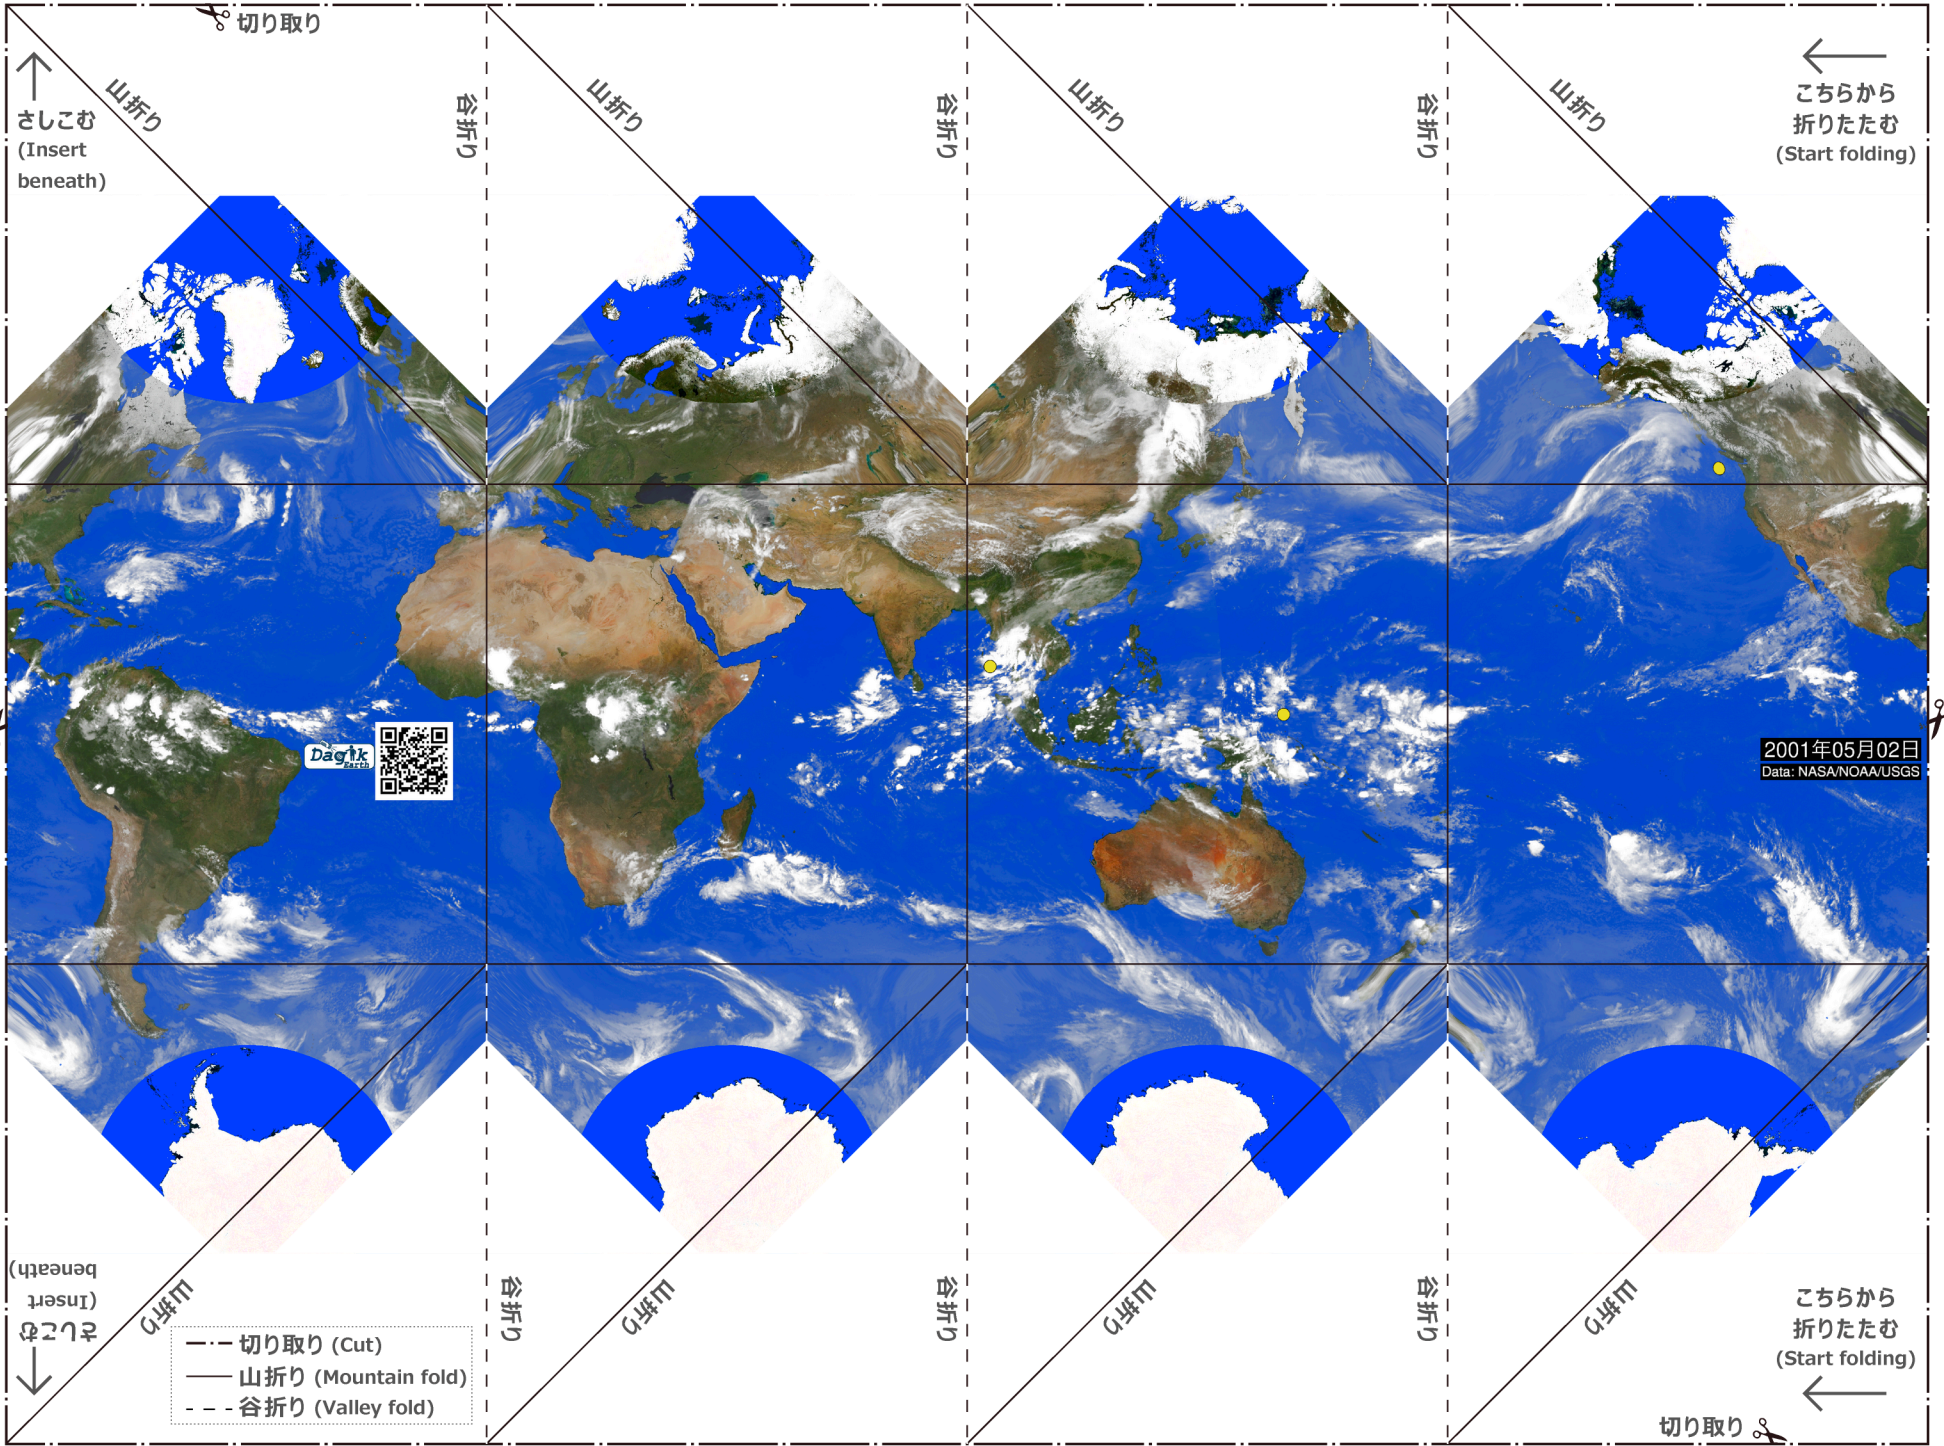 切り取り
山折り
谷折り
山折り
谷折り
山折り
谷折り
山折り
さしこむ
(Insert
beneath)
こちらから
折りたたむ
(Start folding)
Dagik
Earth
2001年05月02日
Data: NASA/NOAA/USGS
さしこむ
(Insert
beneath)
山折り
谷折り
山折り
谷折り
山折り
谷折り
山折り
こちらから
折りたたむ
(Start folding)
切り取り (Cut)
山折り (Mountain fold)
谷折り (Valley fold)
切り取り